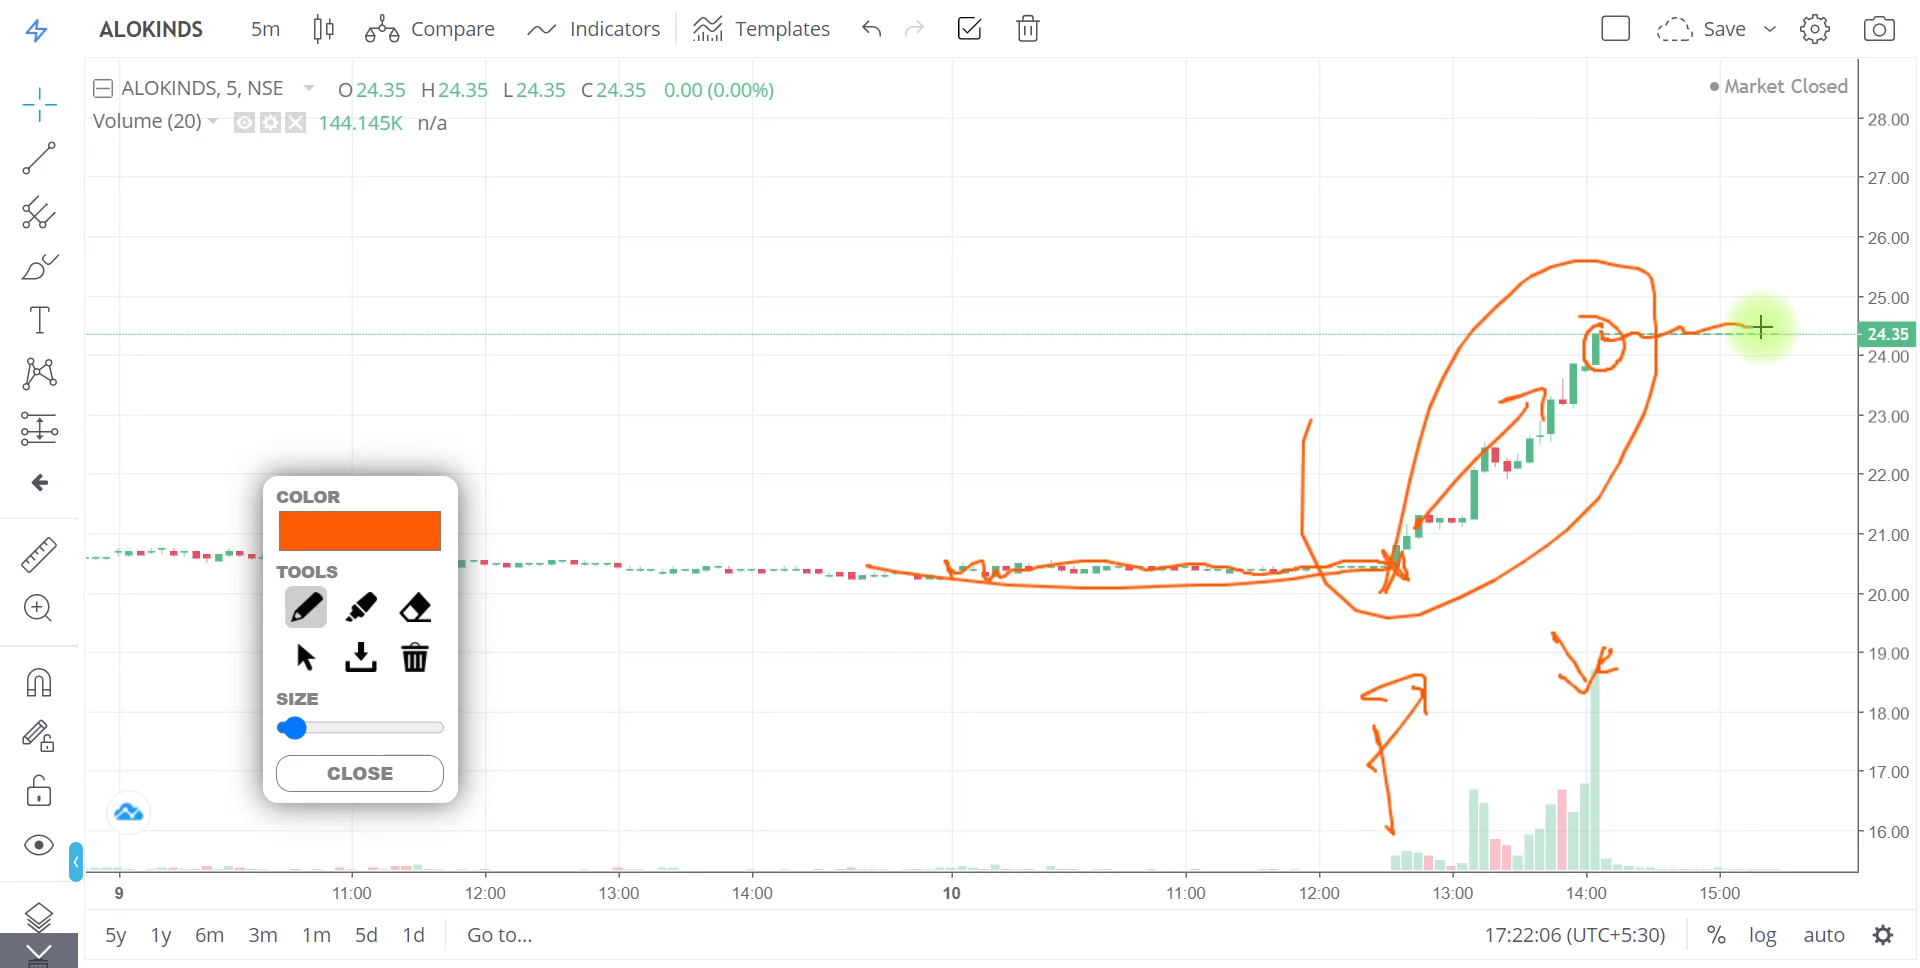 ALOKINDS 5m Compare Indicators Templates Save
ALOKINDS, 5, NSE O24.35 H24.35 L24.35 C24.35 0.00 (0.00%)
Market Closed
Volume (20) 144.145K n/a
28.00
27.00
26.00
25.00
24.35
24.00
23.00
22.00
21.00
20.00
19.00
18.00
17.00
16.00
COLOR
TOOLS
SIZE
CLOSE
9 11:00 12:00 13:00 14:00 10 11:00 12:00 13:00 14:00 15:00
5y 1y 6m 3m 1m 5d 1d Go to... 17:22:06 (UTC+5:30) % log auto